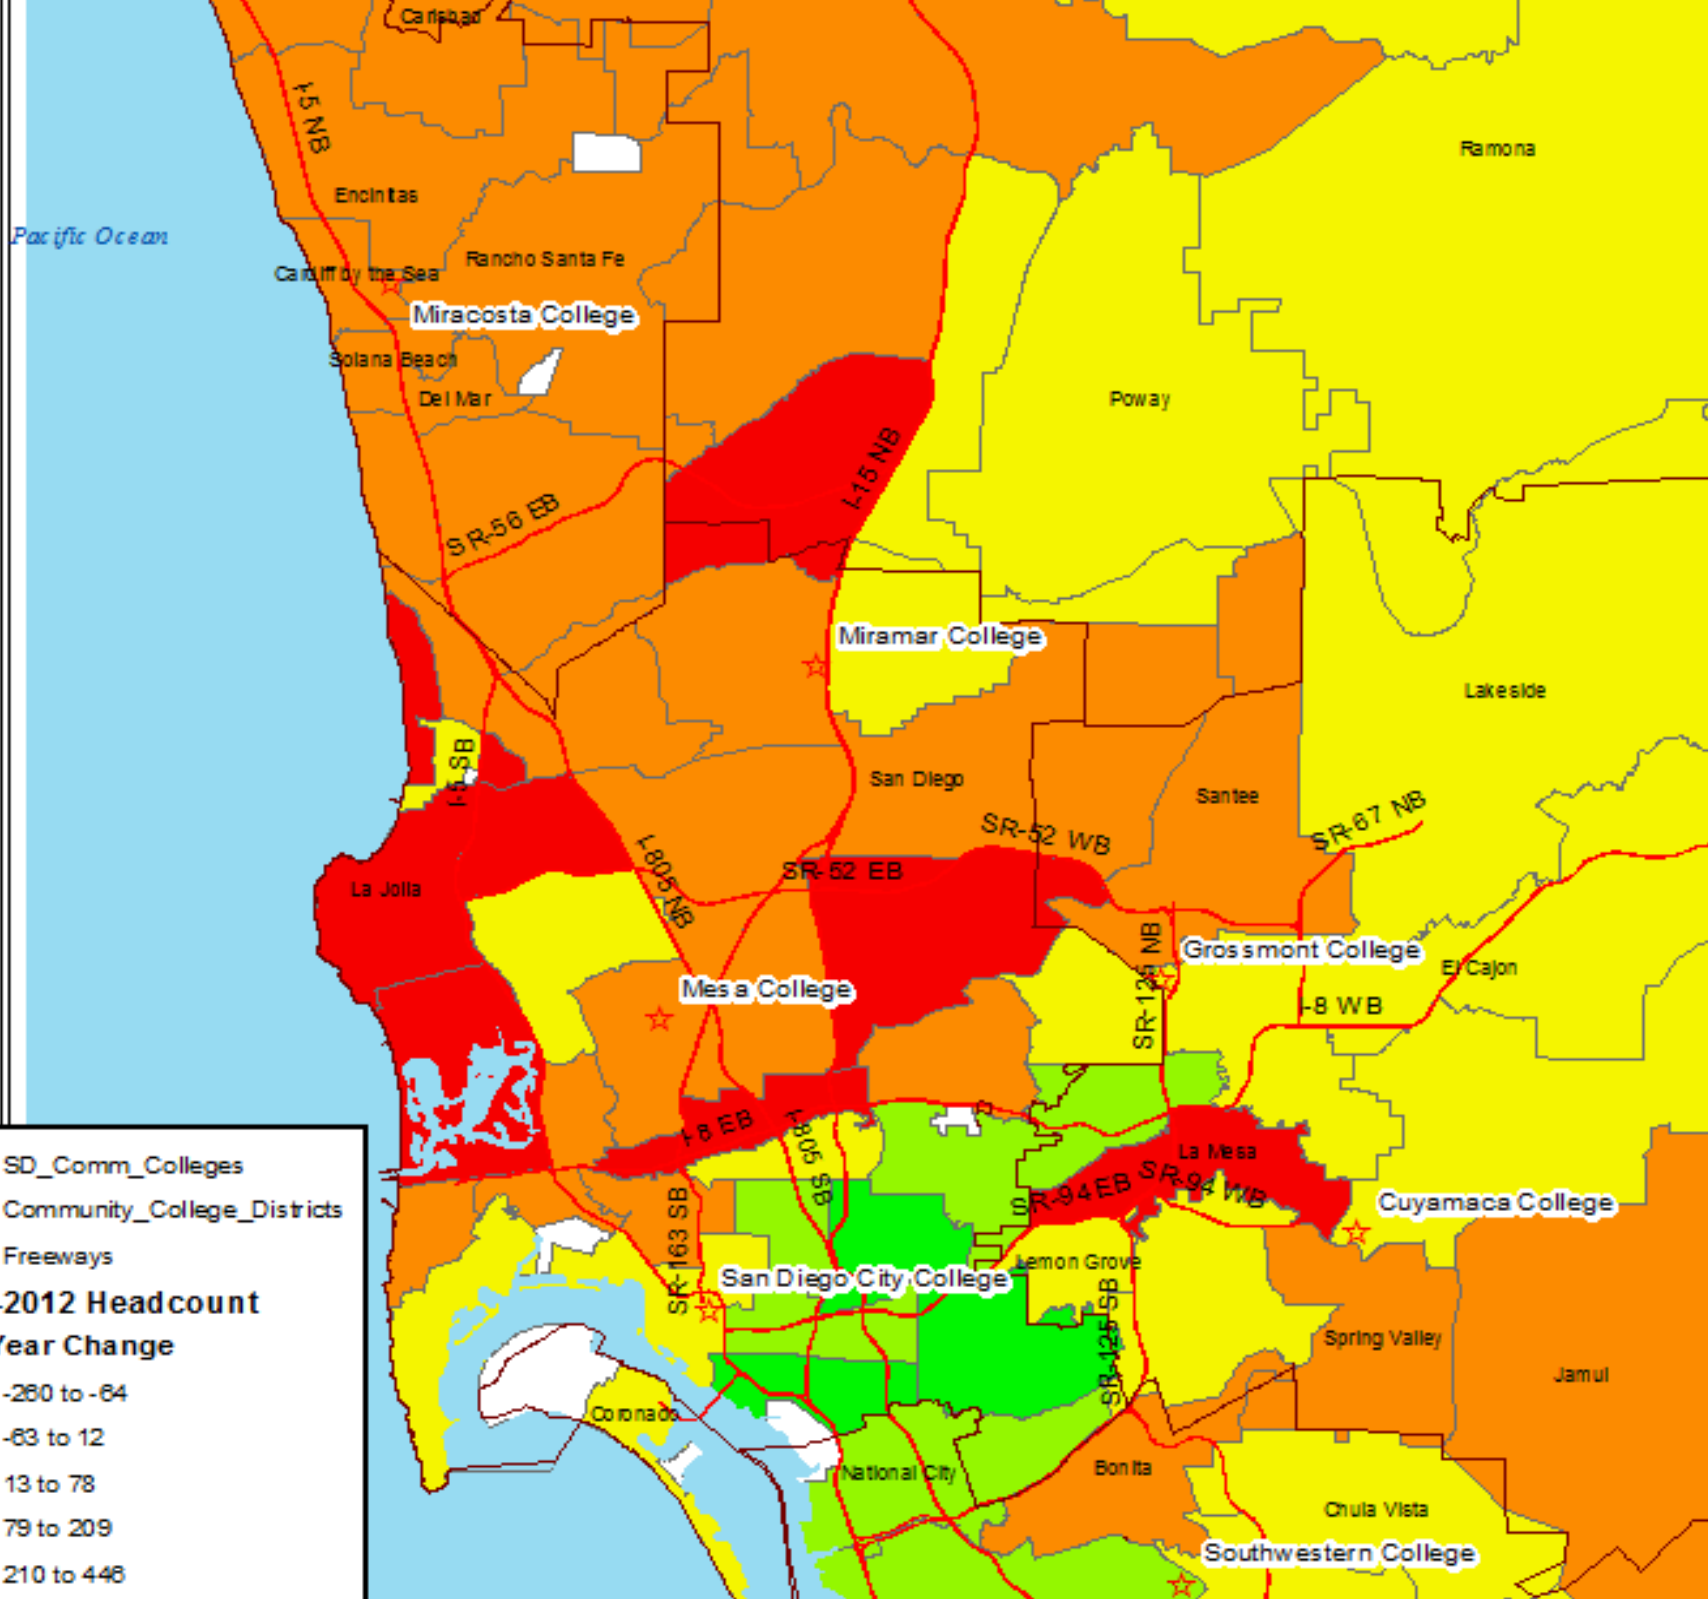 Carlsbad
I-5 NB
Ramona
Encinitas
Pacific Ocean
Rancho Santa Fe
Cardiff by the Sea
Miracosta College
Solana Beach
Del Mar
Poway
I-15 NB
SR-56 EB
Miramar College
Lakeside
I-5 SB
San Diego
Santee
SR-67 NB
SR-52 WB
SR-52 EB
I-805 NB
La Jolla
SR-125 NB
Grossmont College
El Cajon
Mesa College
I-8 WB
I-8 EB
I-805 SB
La Mesa
SD_Comm_Colleges
SR-94 EB
SR-94 WB
Community_College_Districts
Cuyamaca College
SR-163 SB
Freeways
Lemon Grove
San Diego City College
-2012 Headcount
Year Change
SR-125 SB
Spring Valley
Jamul
-260 to -64
Coronado
-63 to 12
National City
Bonita
13 to 78
Chula Vista
79 to 209
Southwestern College
210 to 446